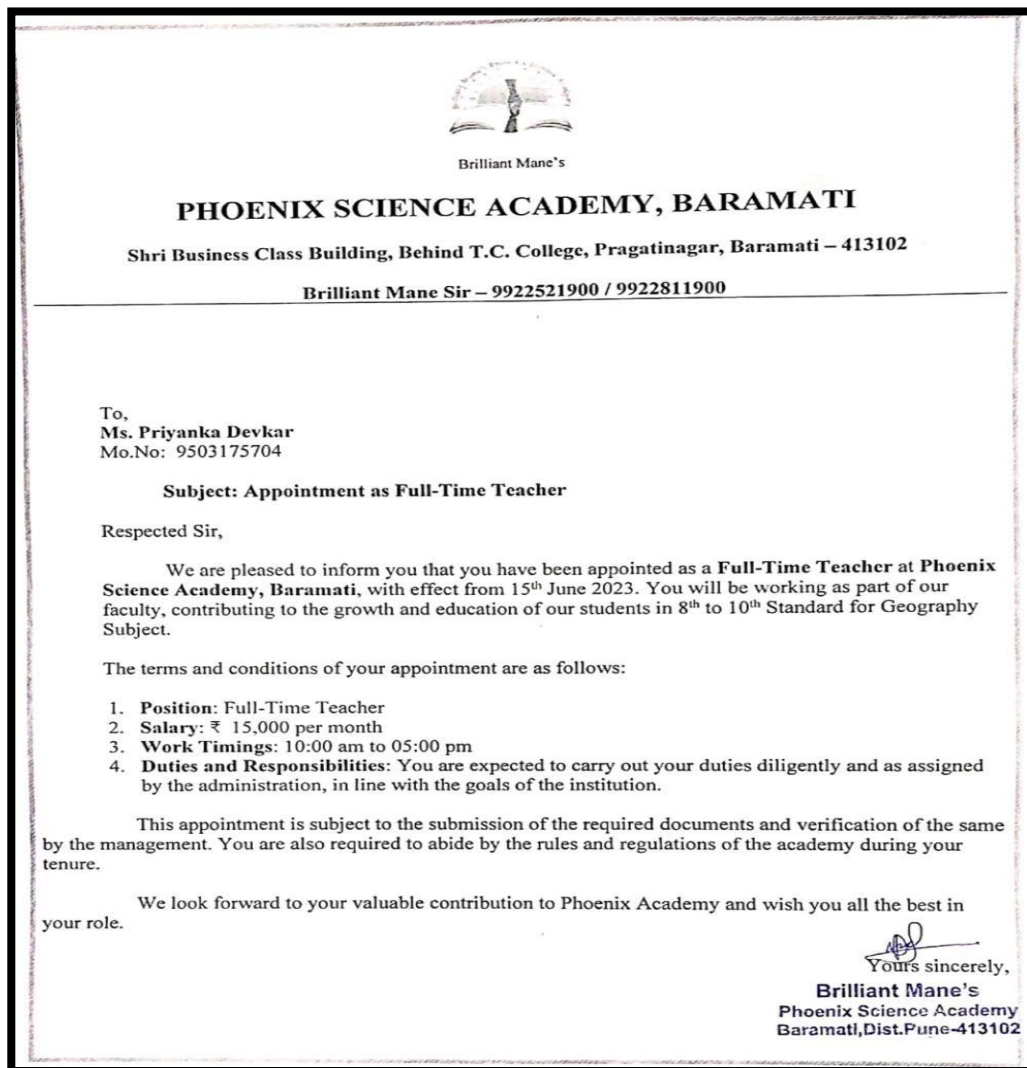 Brilliant Mane's
PHOENIX SCIENCE ACADEMY, BARAMATI
Shri Business Class Building, Behind T.C. College, Pragatinagar, Baramati – 413102
Brilliant Mane Sir – 9922521900 / 9922811900
To,
Ms. Priyanka Devkar
Mo.No: 9503175704
Subject: Appointment as Full-Time Teacher
Respected Sir,
We are pleased to inform you that you have been appointed as a Full-Time Teacher at Phoenix
Science Academy, Baramati, with effect from 15th June 2023. You will be working as part of our
faculty, contributing to the growth and education of our students in 8th to 10th Standard for Geography
Subject.
The terms and conditions of your appointment are as follows:
1. Position: Full-Time Teacher
2. Salary: ₹ 15,000 per month
3. Work Timings: 10:00 am to 05:00 pm
4. Duties and Responsibilities: You are expected to carry out your duties diligently and as assigned
by the administration, in line with the goals of the institution.
This appointment is subject to the submission of the required documents and verification of the same
by the management. You are also required to abide by the rules and regulations of the academy during your
tenure.
We look forward to your valuable contribution to Phoenix Academy and wish you all the best in
your role.
Yours sincerely,
Brilliant Mane's
Phoenix Science Academy
Baramati,Dist.Pune-413102